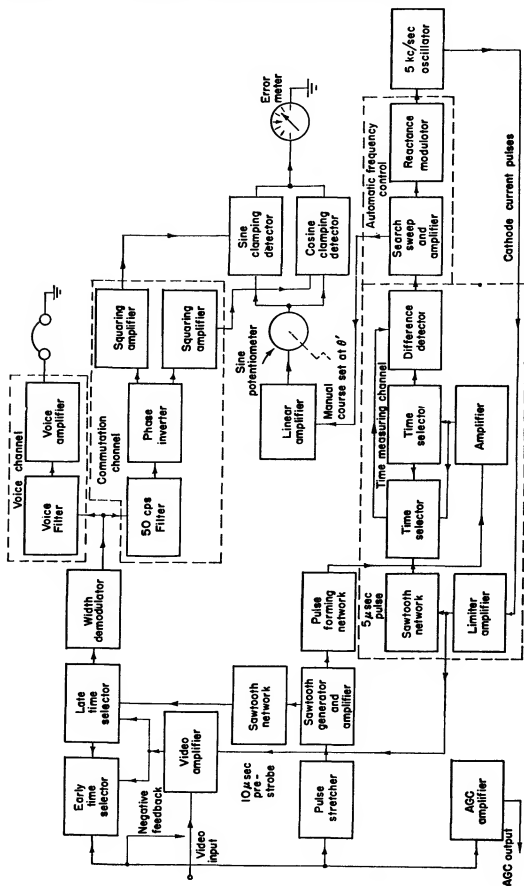 Voice channel
Voice Filter
Voice amplifier
Commutation channel
50 cps Filter
Phase inverter
Squaring amplifier
Squaring amplifier
Early time selector
Late time selector
Width demodulator
Negative feedback
Video input
Video amplifier
10 μsec pre-strobe
Sawtooth network
Pulse stretcher
Sawtooth generator and amplifier
Pulse forming network
AGC amplifier
AGC output
Linear amplifier
Sine potentiometer
Manual course set at θ'
Sine clamping detector
Cosine clamping detector
Error meter
5 μsec pulse
Sawtooth network
Limiter amplifier
Time selector
Time measuring channel
Time selector
Amplifier
Difference detector
Automatic frequency control
Search sweep and amplifier
Reactance modulator
5 kc/sec oscillator
Cathode current pulses